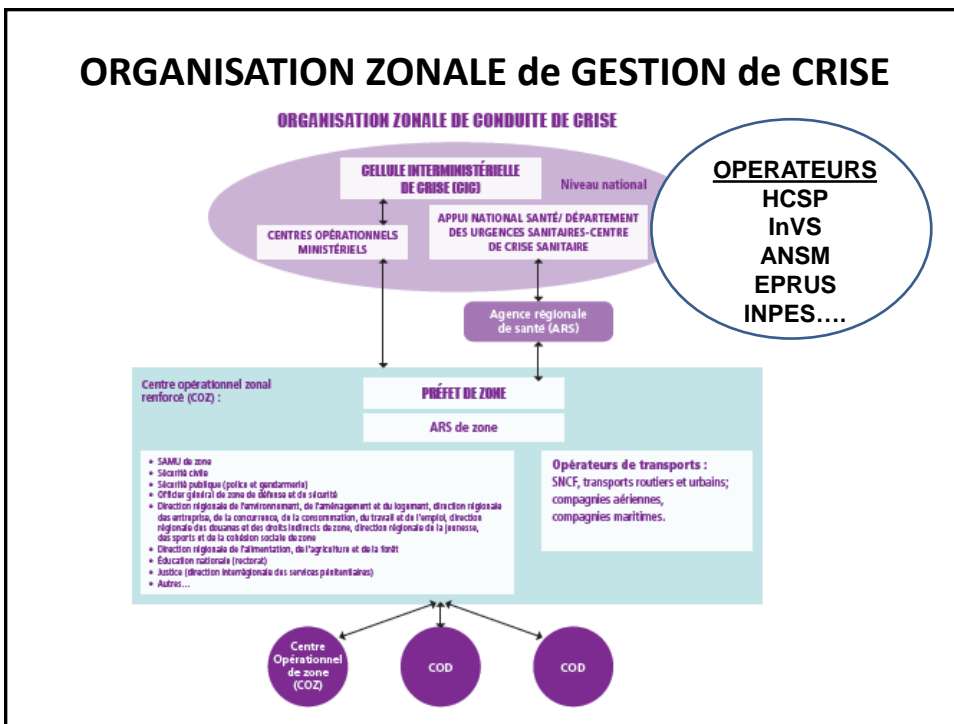 ORGANISATION ZONALE de GESTION de CRISE
ORGANISATION ZONALE DE CONDUITE DE CRISE
CELLULE INTERMINISTÉRIELLE
DE CRISE (CIC)
Niveau national
CENTRES OPÉRATIONNELS
MINISTÉRIELS
APPUI NATIONAL SANTÉ/ DÉPARTEMENT
DES URGENCES SANITAIRES-CENTRE
DE CRISE SANITAIRE
OPERATEURS
HCSP
InVS
ANSM
EPRUS
INPES....
Agence régionale
de santé (ARS)
Centre opérationnel zonal
renforcé (COZ) :
PRÉFET DE ZONE
ARS de zone
• SAMU de zone
• Sécurité civile
• Sécurité publique (police et gendarmerie)
• Officier général de zone de défense et de sécurité
• Direction régionale de l'environnement, de l'aménagement et du logement, direction régionale
des entreprise, de la concurrence, de la consommation, du travail et de l'emploi, direction
régionale des douanes et des droits indirects de zone, direction régionale de la jeunesse,
des sports et de la cohésion sociale de zone
• Direction régionale de l'alimentation, de l'agriculture et de la forêt
• Éducation nationale (rectorat)
• Justice (direction interrégionale des services pénitentiaires)
• Autres...
Opérateurs de transports :
SNCF, transports routiers et urbains;
compagnies aériennes,
compagnies maritimes.
Centre
Opérationnel
de zone
(COZ)
COD
COD